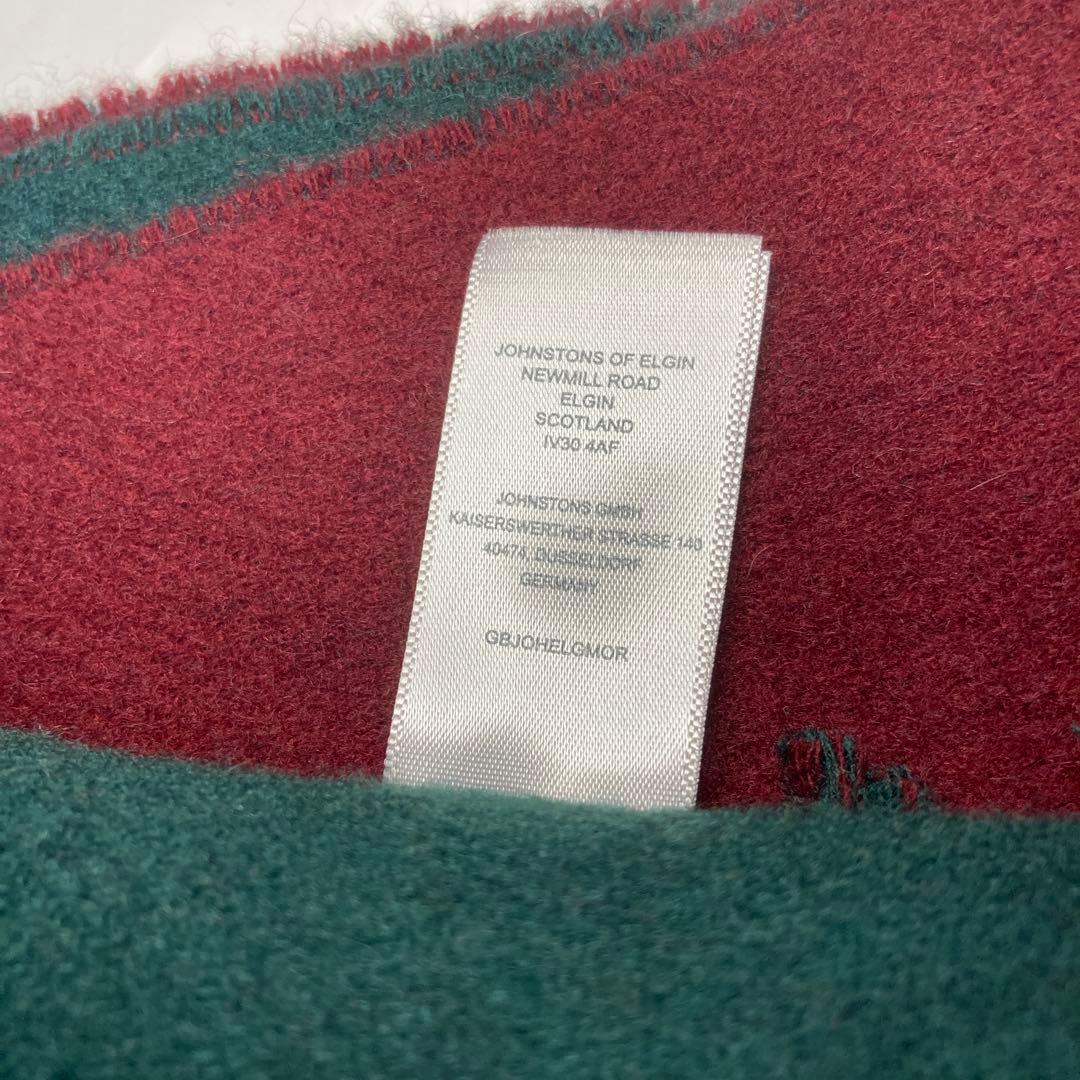 JOHNSTONS OF ELGIN
NEWMILL ROAD
ELGIN
SCOTLAND
IV30 4AF
JOHNSTONS GMBH
KAISERSWERTHER STRASSE 140
40474, DUSSELDORF
GERMANY
GBJOHELGMOR